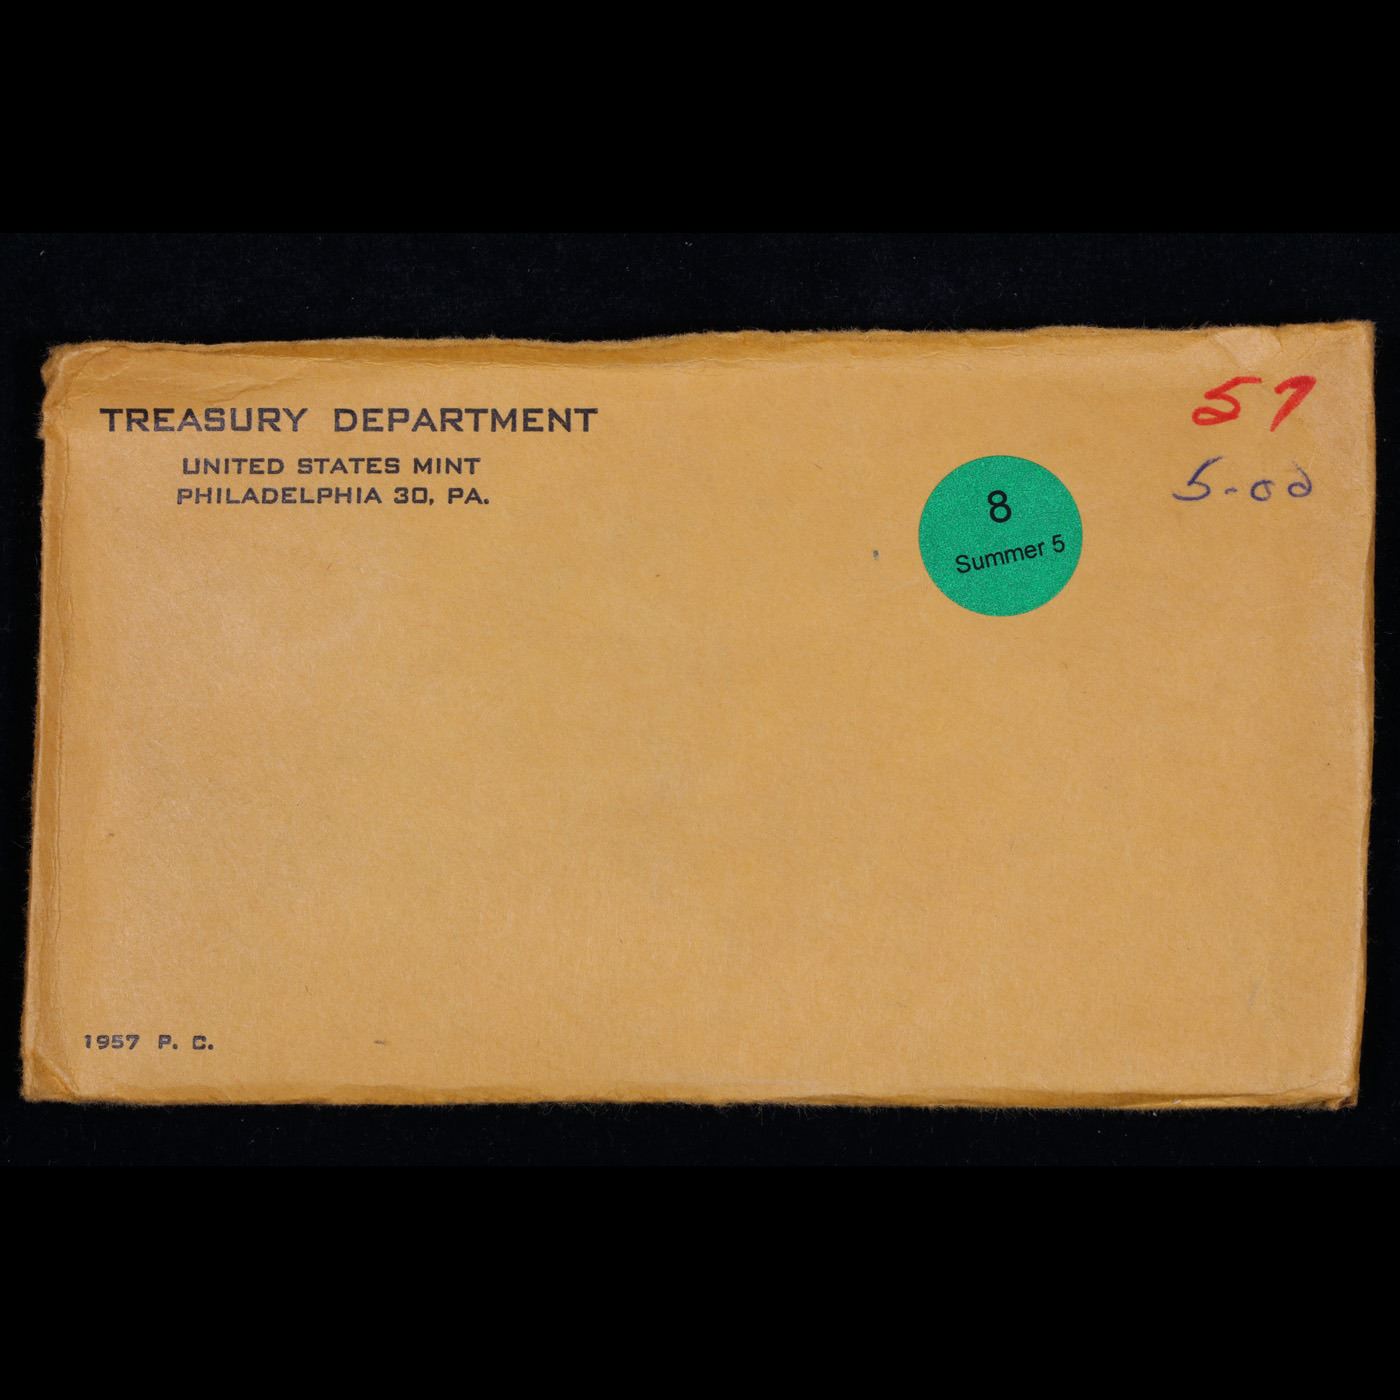 TREASURY DEPARTMENT
UNITED STATES MINT
PHILADELPHIA 30, PA.
57
5-00
8
Summer 5
1957 P. C.